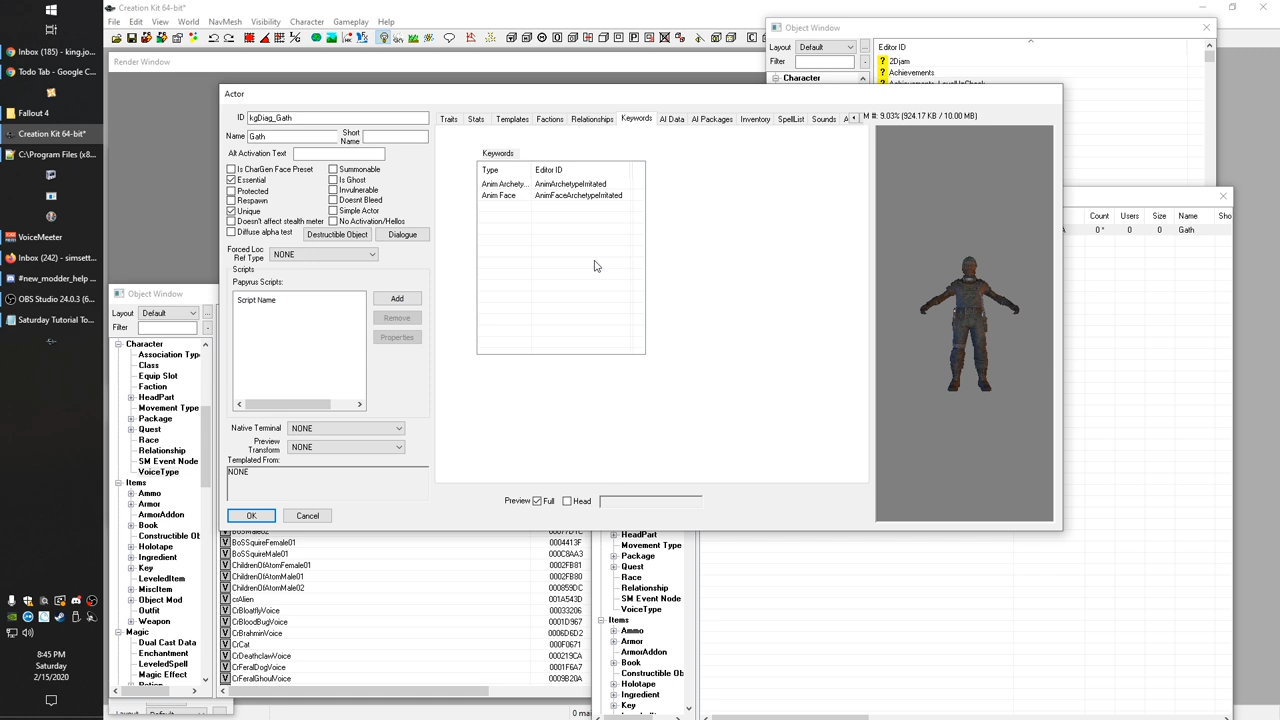 Creation Kit 64-bit*
File Edit View World NavMesh Visibility Character Gameplay Help
Render Window
Inbox (185) - king.jo...
Todo Tab - Google C...
Fallout 4
Creation Kit 64-bit*
C:\Program Files (x8...
VoiceMeeter
Inbox (242) - simsett...
#new_modder_help ...
OBS Studio 24.0.3 (6...
Saturday Tutorial To...
8:45 PM
Saturday
2/15/2020
Object Window
Layout Default ...
Filter
Character
Editor ID
2Djam
Achievements
Actor
ID kgDiag_Gath
Name Gath Short Name
Alt Activation Text
Is CharGen Face Preset Summonable
Essential Is Ghost
Protected Invulnerable
Respawn Doesnt Bleed
Unique Simple Actor
Doesn't affect stealth meter No Activation/Hellos
Diffuse alpha test Destructible Object Dialogue
Forced Loc Ref Type NONE
Scripts
Papyrus Scripts:
Script Name
Add
Remove
Properties
Native Terminal NONE
Preview Transform NONE
Templated From:
NONE
OK Cancel
Traits Stats Templates Factions Relationships Keywords AI Data AI Packages Inventory SpellList Sounds A
M #: 9.03% (924.17 KB / 10.00 MB)
Keywords
Type Editor ID
Anim Archety... AnimArchetypeIrritated
Anim Face AnimFaceArchetypeIrritated
Preview Full Head
Count Users Size Name Sho
A 0 * 0 0 Gath
Object Window
Layout Default ...
Filter
Character
Association Typ
Class
Equip Slot
Faction
HeadPart
Movement Type
Package
Quest
Race
Relationship
SM Event Node
VoiceType
Items
Ammo
Armor
ArmorAddon
Book
Constructible Ob
Holotape
Ingredient
Key
LeveledItem
MiscItem
Object Mod
Outfit
Weapon
Magic
Dual Cast Data
Enchantment
LeveledSpell
Magic Effect
BoSSquireFemale01 0004413F
BoSSquireMale01 000C8AA3
ChildrenOfAtomFemale01 0002FB81
ChildrenOfAtomMale01 0002FB80
ChildrenOfAtomMale02 000859DC
crAlien 001A543D
CrBloatflyVoice 00033206
CrBloodBugVoice 0001D967
CrBrahminVoice 0006D6D2
CrCat 000F0671
CrDeathclawVoice 000219CA
CrFeralDogVoice 0001F6A7
CrFeralGhoulVoice 0009B20A
0 ma
HeadPart
Movement Type
Package
Quest
Race
Relationship
SM Event Node
VoiceType
Items
Ammo
Armor
ArmorAddon
Book
Constructible Ob
Holotape
Ingredient
Key
Layout Default